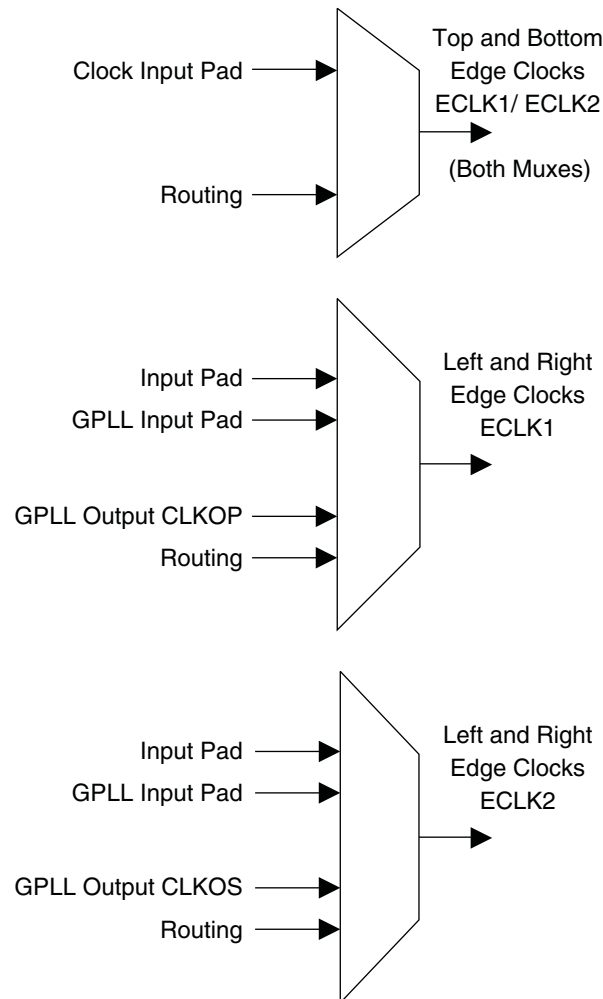 Clock Input Pad
Routing
Top and Bottom
Edge Clocks
ECLK1/ ECLK2
(Both Muxes)
Input Pad
GPLL Input Pad
GPLL Output CLKOP
Routing
Left and Right
Edge Clocks
ECLK1
Input Pad
GPLL Input Pad
GPLL Output CLKOS
Routing
Left and Right
Edge Clocks
ECLK2